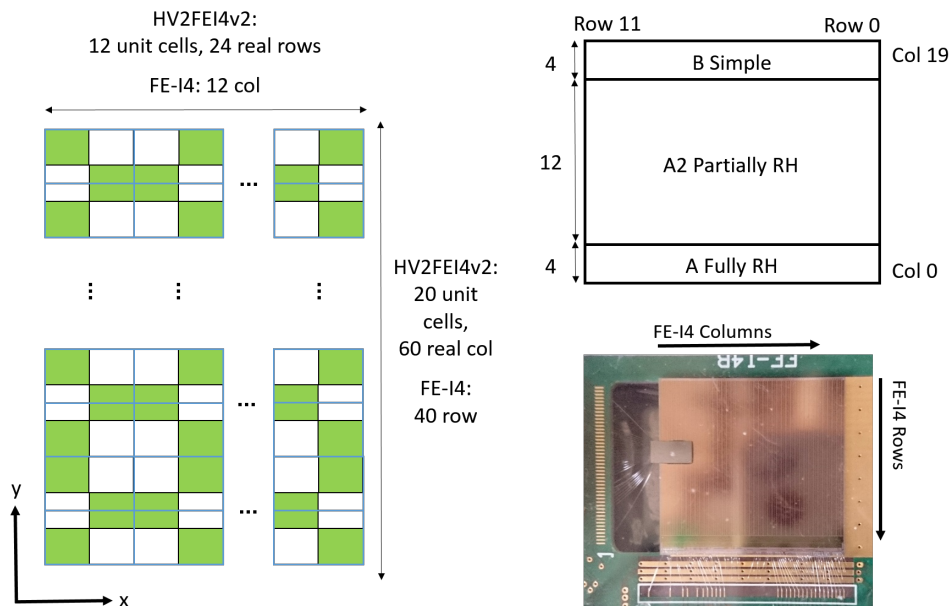 HV2FEI4v2:
12 unit cells, 24 real rows
FE-I4: 12 col
...
...
...
HV2FEI4v2:
20 unit
cells,
60 real col
FE-I4:
40 row
y
x
Row 11
Row 0
4
B Simple
Col 19
12
A2 Partially RH
4
A Fully RH
Col 0
FE-I4 Columns
FE-I4R
FE-I4 Rows
1